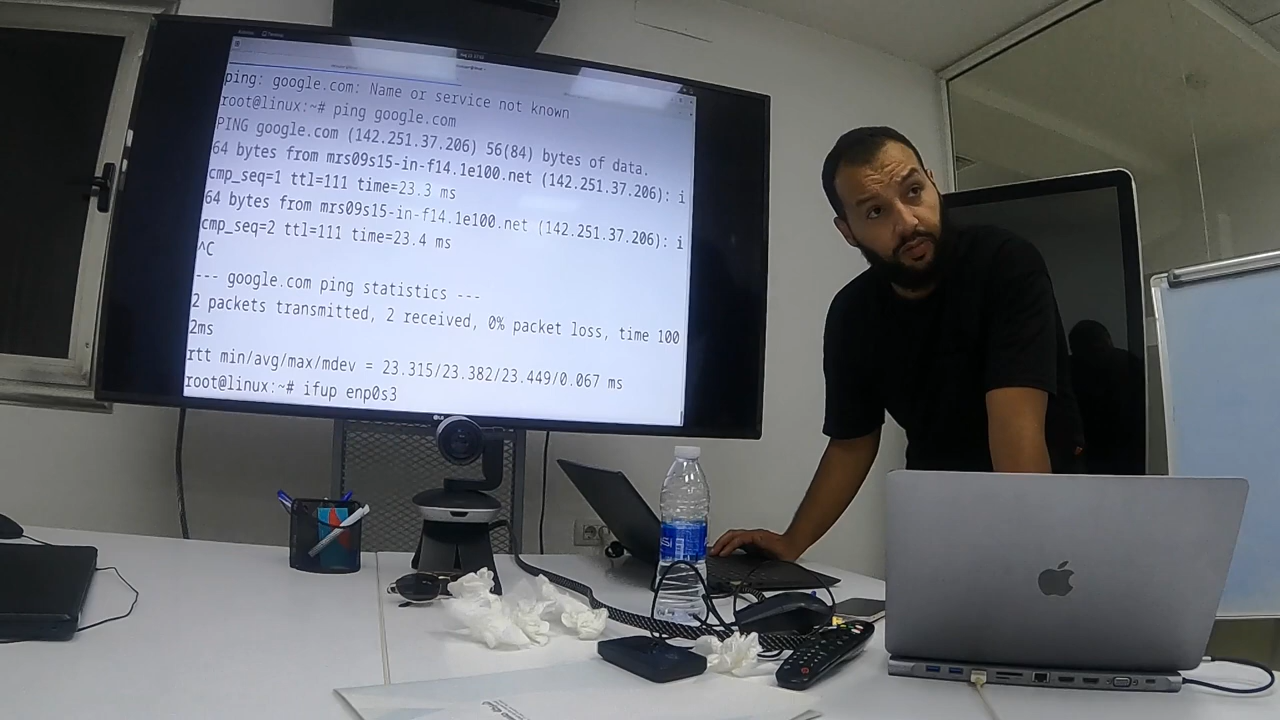 ping: google.com: Name or service not known
root@linux:~# ping google.com
PING google.com (142.251.37.206) 56(84) bytes of data.
64 bytes from mrs09s15-in-f14.1e100.net (142.251.37.206): i
cmp_seq=1 ttl=111 time=23.3 ms
64 bytes from mrs09s15-in-f14.1e100.net (142.251.37.206): i
cmp_seq=2 ttl=111 time=23.4 ms
^C
--- google.com ping statistics ---
2 packets transmitted, 2 received, 0% packet loss, time 100
2ms
rtt min/avg/max/mdev = 23.315/23.382/23.449/0.067 ms
root@linux:~# ifup enp0s3
LG